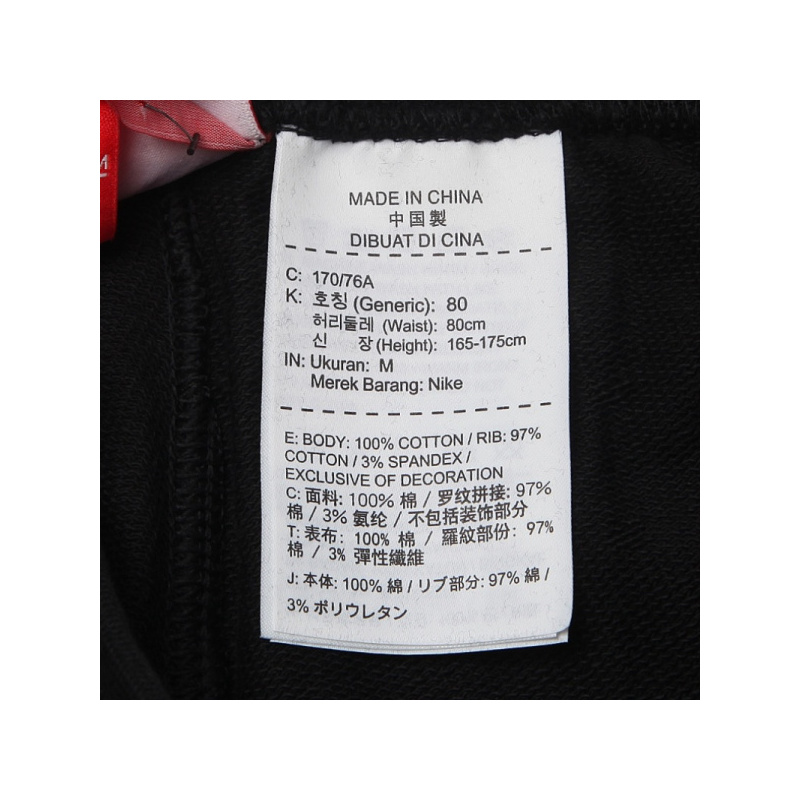 MADE IN CHINA
中国製
DIBUAT DI CINA
C: 170/76A
K: 호칭 (Generic): 80
허리둘레 (Waist): 80cm
신 장 (Height): 165-175cm
IN: Ukuran: M
Merek Barang: Nike
E: BODY: 100% COTTON / RIB: 97%
COTTON / 3% SPANDEX /
EXCLUSIVE OF DECORATION
C: 面料: 100% 棉 / 罗纹拼接: 97%
棉 / 3% 氨纶 / 不包括装饰部分
T: 表布: 100% 棉 / 羅紋部份: 97%
棉 / 3% 彈性纖維
J: 本体: 100% 綿 / リブ部分: 97% 綿 /
3% ポリウレタン